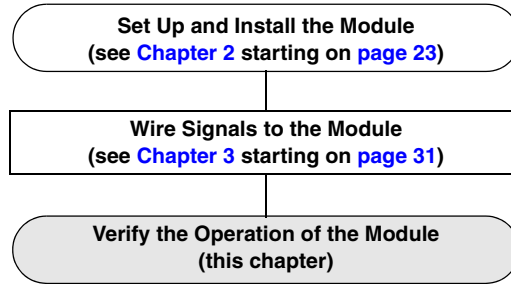 Set Up and Install the Module
(see Chapter 2 starting on page 23)
Wire Signals to the Module
(see Chapter 3 starting on page 31)
Verify the Operation of the Module
(this chapter)